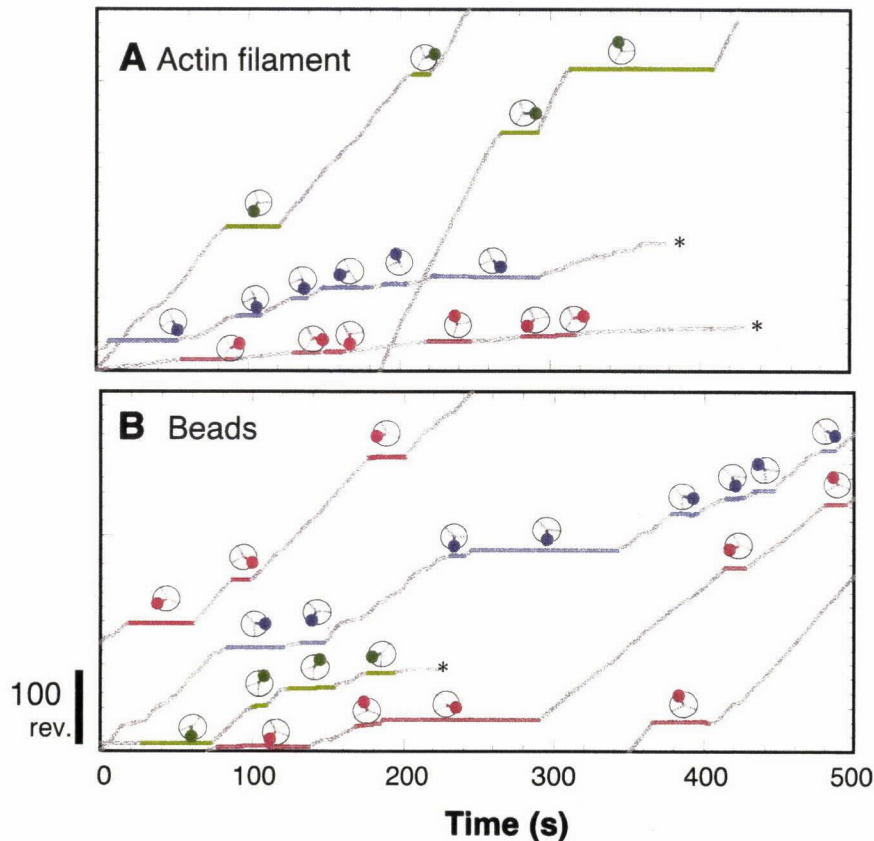 A Actin filament
*
*
B Beads
*
100
rev.
0 100 200 300 400 500
Time (s)